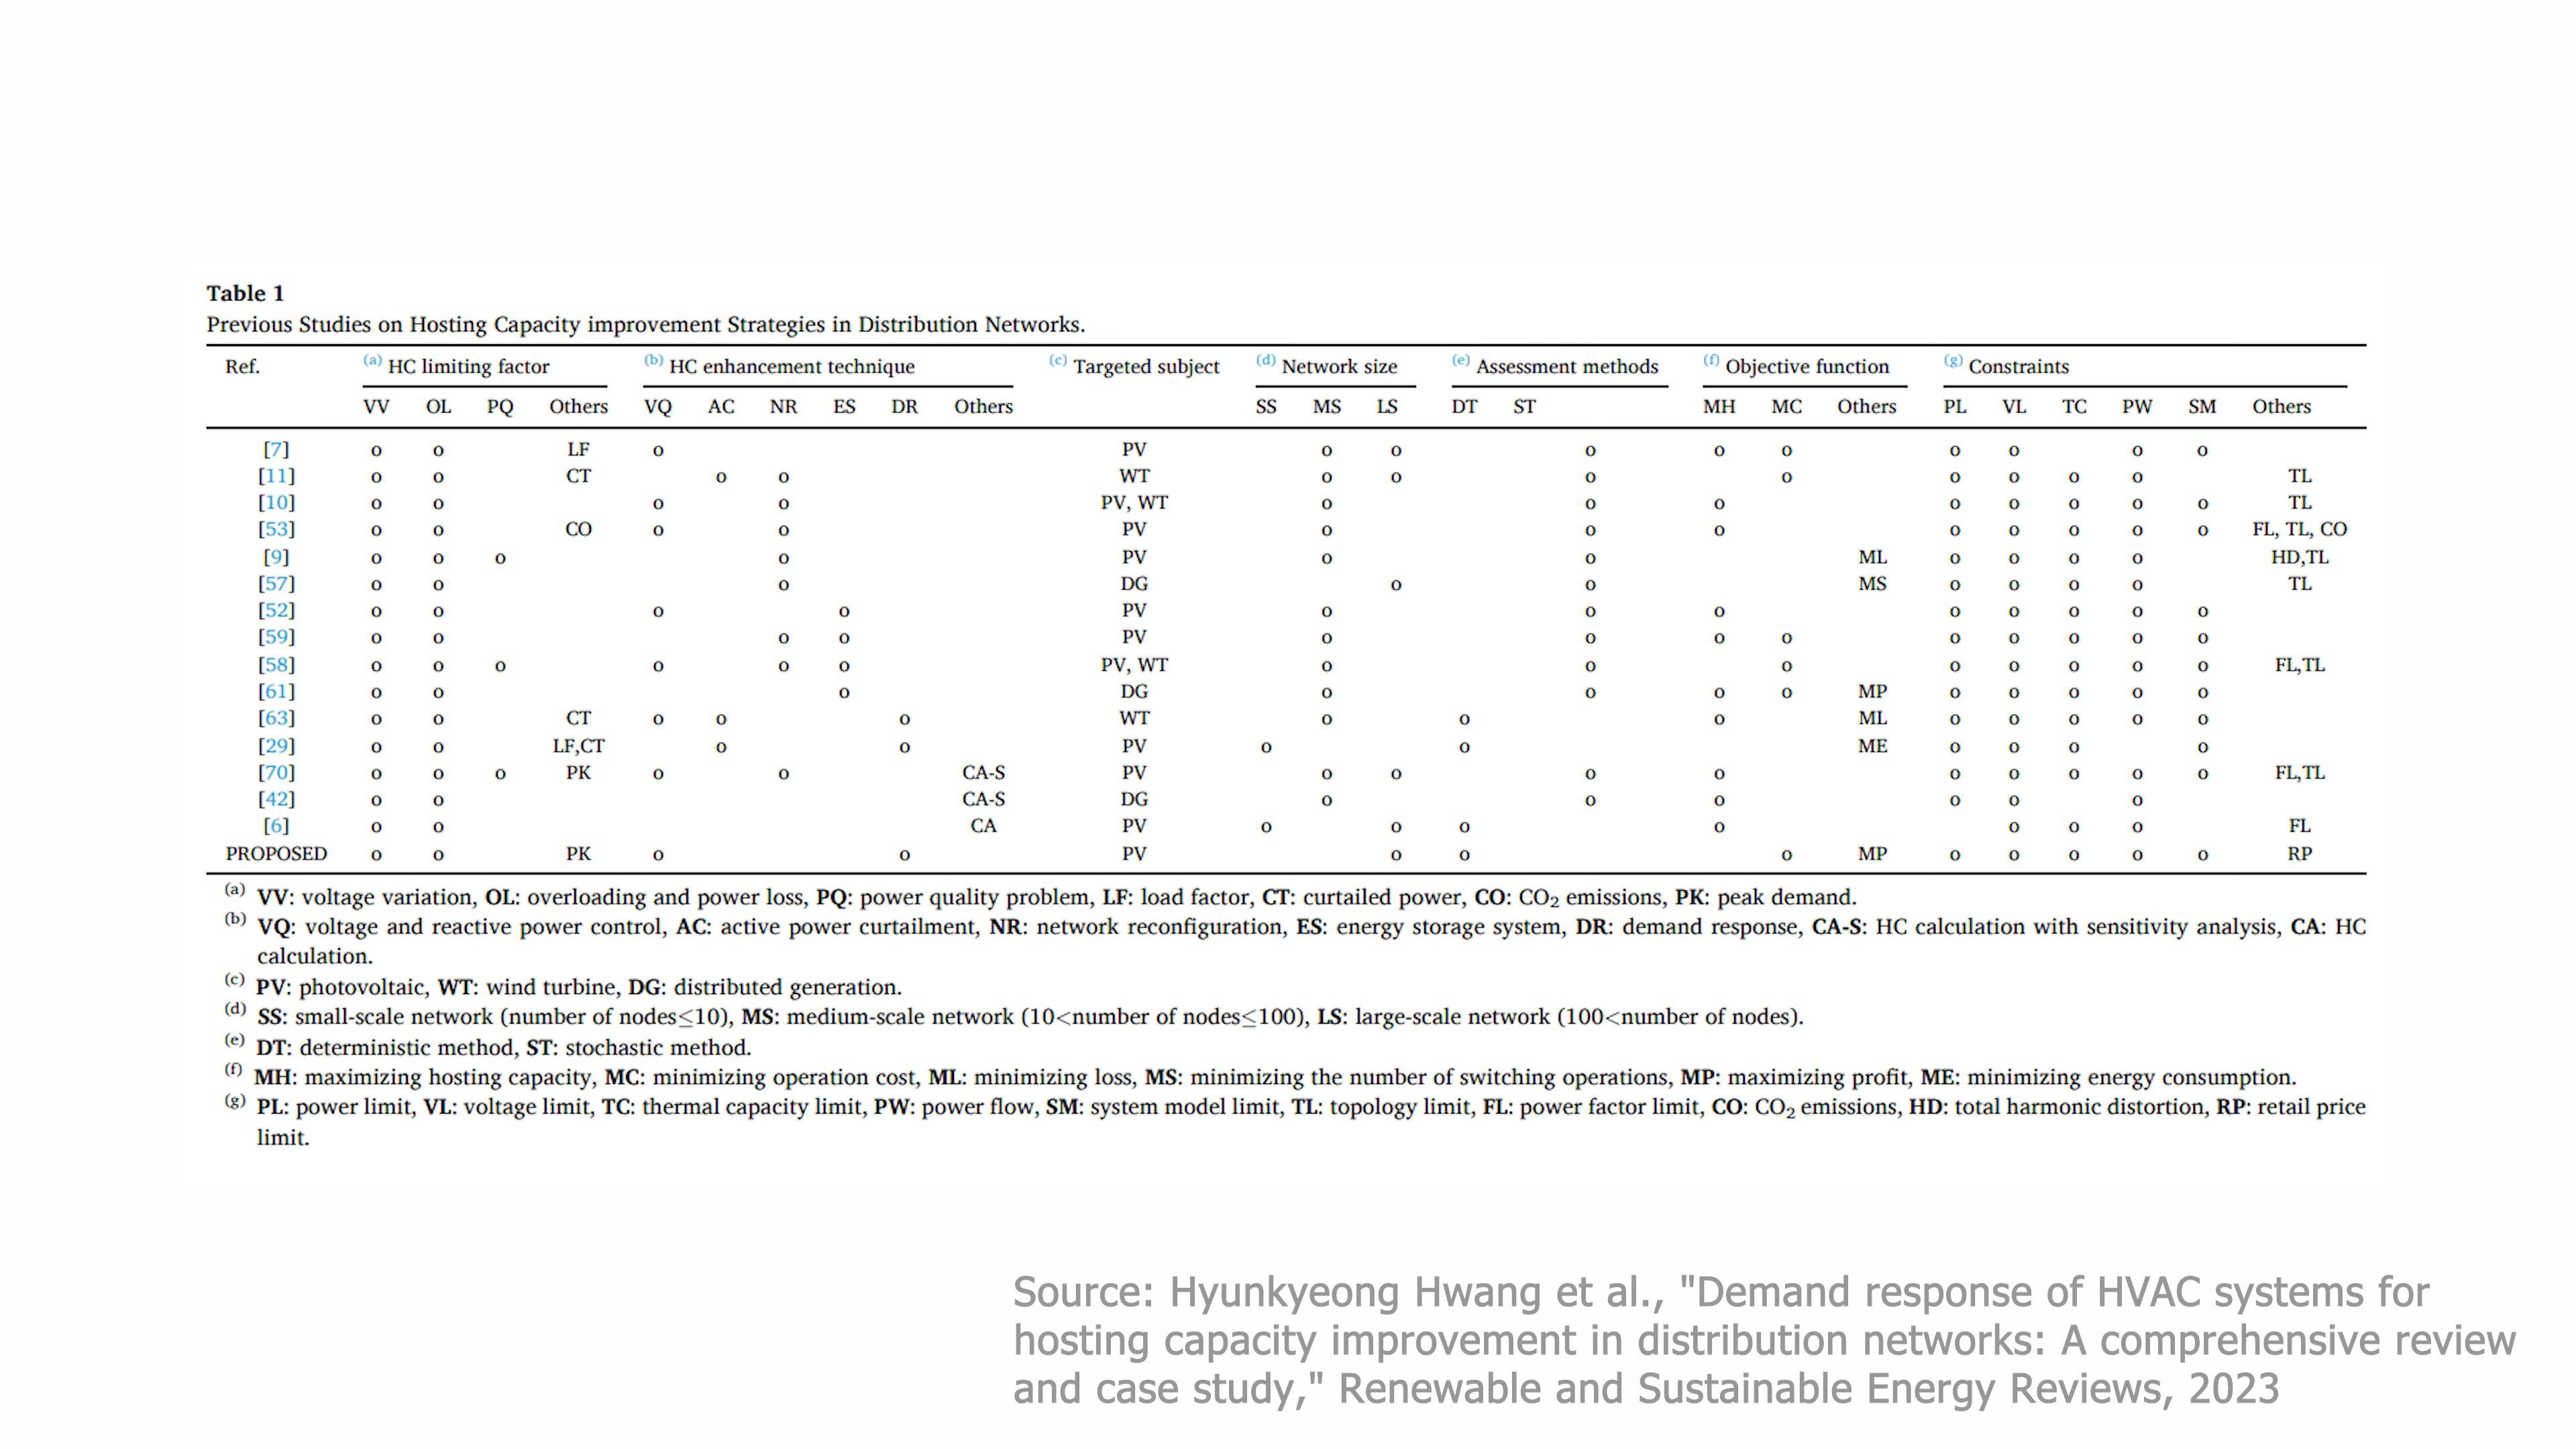 Table 1
Previous Studies on Hosting Capacity improvement Strategies in Distribution Networks.
Ref. (a) HC limiting factor (b) HC enhancement technique (c) Targeted subject (d) Network size (e) Assessment methods (f) Objective function (g) Constraints
VV OL PQ Others VQ AC NR ES DR Others SS MS LS DT ST MH MC Others PL VL TC PW SM Others
[7] o o LF o PV o o o o o o o o o
[11] o o CT o o WT o o o o o o o o TL
[10] o o o o PV, WT o o o o o o o o TL
[53] o o CO o o PV o o o o o o o o FL, TL, CO
[9] o o o o PV o o ML o o o o HD,TL
[57] o o o DG o o MS o o o o TL
[52] o o o o PV o o o o o o o o
[59] o o o o PV o o o o o o o o o
[58] o o o o o o PV, WT o o o o o o o o FL,TL
[61] o o o DG o o o o MP o o o o o
[63] o o CT o o o WT o o o ML o o o o o
[29] o o LF,CT o o PV o o ME o o o o
[70] o o o PK o o CA-S PV o o o o o o o o o FL,TL
[42] o o CA-S DG o o o o o o
[6] o o CA PV o o o o o o o FL
PROPOSED o o PK o o PV o o o MP o o o o o RP
(a) VV: voltage variation, OL: overloading and power loss, PQ: power quality problem, LF: load factor, CT: curtailed power, CO: CO₂ emissions, PK: peak demand.
(b) VQ: voltage and reactive power control, AC: active power curtailment, NR: network reconfiguration, ES: energy storage system, DR: demand response, CA-S: HC calculation with sensitivity analysis, CA: HC
calculation.
(c) PV: photovoltaic, WT: wind turbine, DG: distributed generation.
(d) SS: small-scale network (number of nodes≤10), MS: medium-scale network (10<number of nodes≤100), LS: large-scale network (100<number of nodes).
(e) DT: deterministic method, ST: stochastic method.
(f) MH: maximizing hosting capacity, MC: minimizing operation cost, ML: minimizing loss, MS: minimizing the number of switching operations, MP: maximizing profit, ME: minimizing energy consumption.
(g) PL: power limit, VL: voltage limit, TC: thermal capacity limit, PW: power flow, SM: system model limit, TL: topology limit, FL: power factor limit, CO: CO₂ emissions, HD: total harmonic distortion, RP: retail price
limit.
Source: Hyunkyeong Hwang et al., "Demand response of HVAC systems for
hosting capacity improvement in distribution networks: A comprehensive review
and case study," Renewable and Sustainable Energy Reviews, 2023